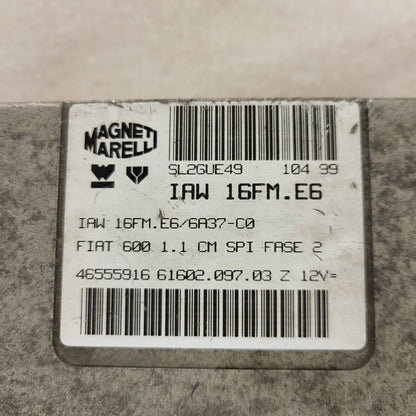 MAGNETI
MARELLI
SL2GUE49 104 99
IAW 16FM.E6
IAW 16FM.E6/6A37-C0
FIAT 600 1.1 CM SPI FASE 2
46555916 61602.097.03 Z 12V=